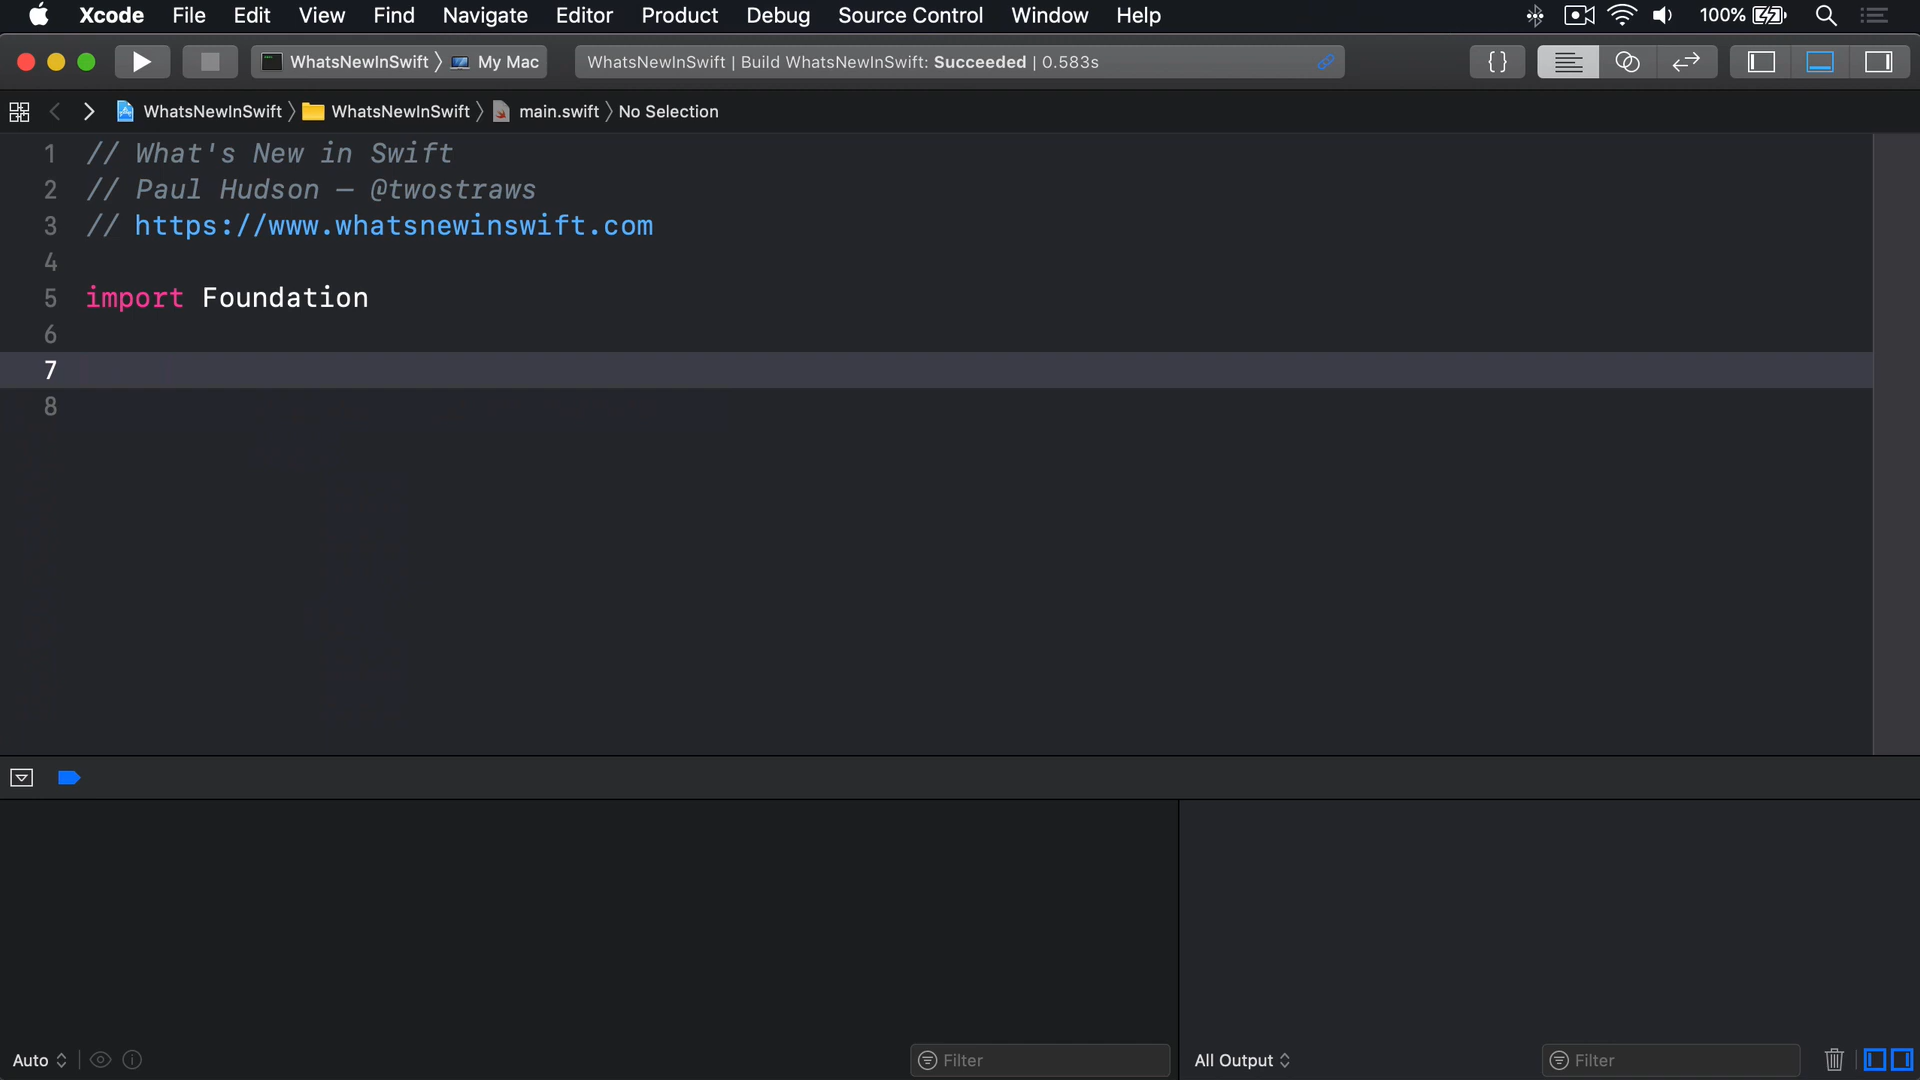 Xcode File Edit View Find Navigate Editor Product Debug Source Control Window Help 100%
WhatsNewInSwift 〉 My Mac WhatsNewInSwift | Build WhatsNewInSwift: Succeeded | 0.583s {}
WhatsNewInSwift 〉 WhatsNewInSwift 〉 main.swift 〉 No Selection
1 // What's New in Swift
2 // Paul Hudson — @twostraws
3 // https://www.whatsnewinswift.com
4
5 import Foundation
6
7
8
Auto Filter All Output Filter